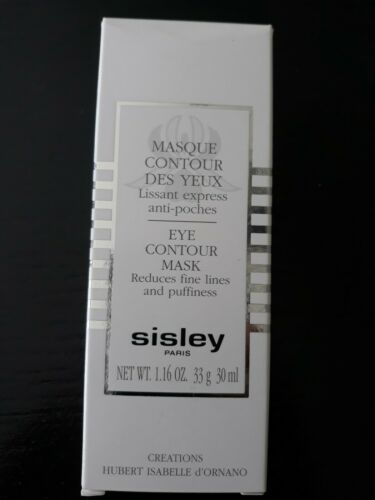 MASQUE
CONTOUR
DES YEUX
Lissant express
anti-poches
EYE
CONTOUR
MASK
Reduces fine lines
and puffiness
sisley
PARIS
NET WT. 1.16 OZ. 33 g 30 ml
CREATIONS
HUBERT ISABELLE d'ORNANO